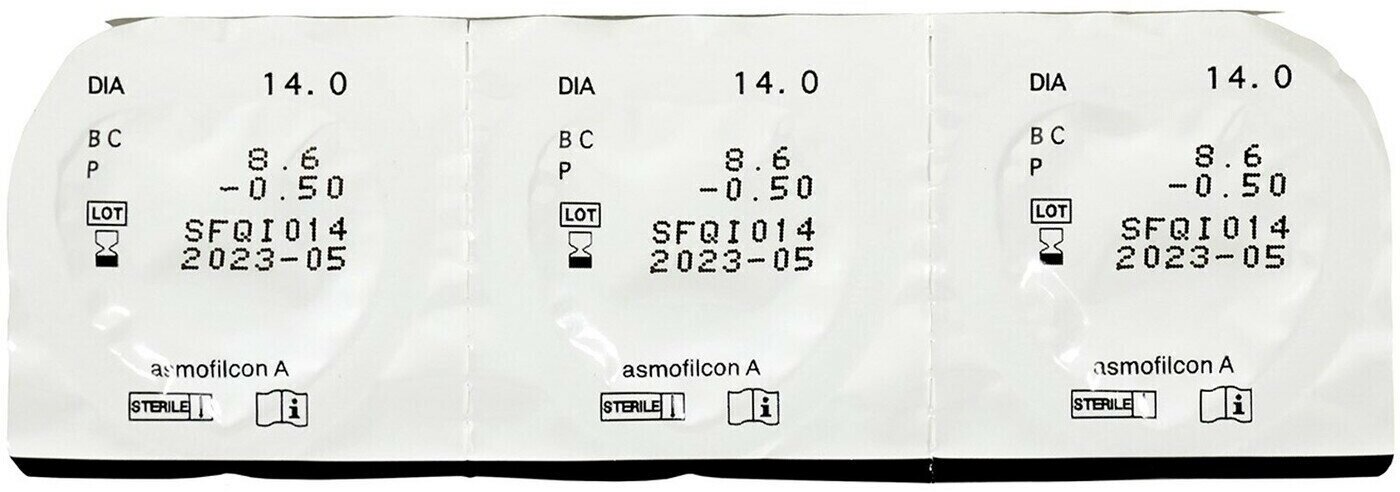 DIA 14.0
BC 8.6
P -0.50
LOT SFQI014
2023-05
asmofilcon A
STERILE i
DIA 14.0
BC 8.6
P -0.50
LOT SFQI014
2023-05
asmofilcon A
STERILE i
DIA 14.0
BC 8.6
P -0.50
LOT SFQI014
2023-05
asmofilcon A
STERILE i